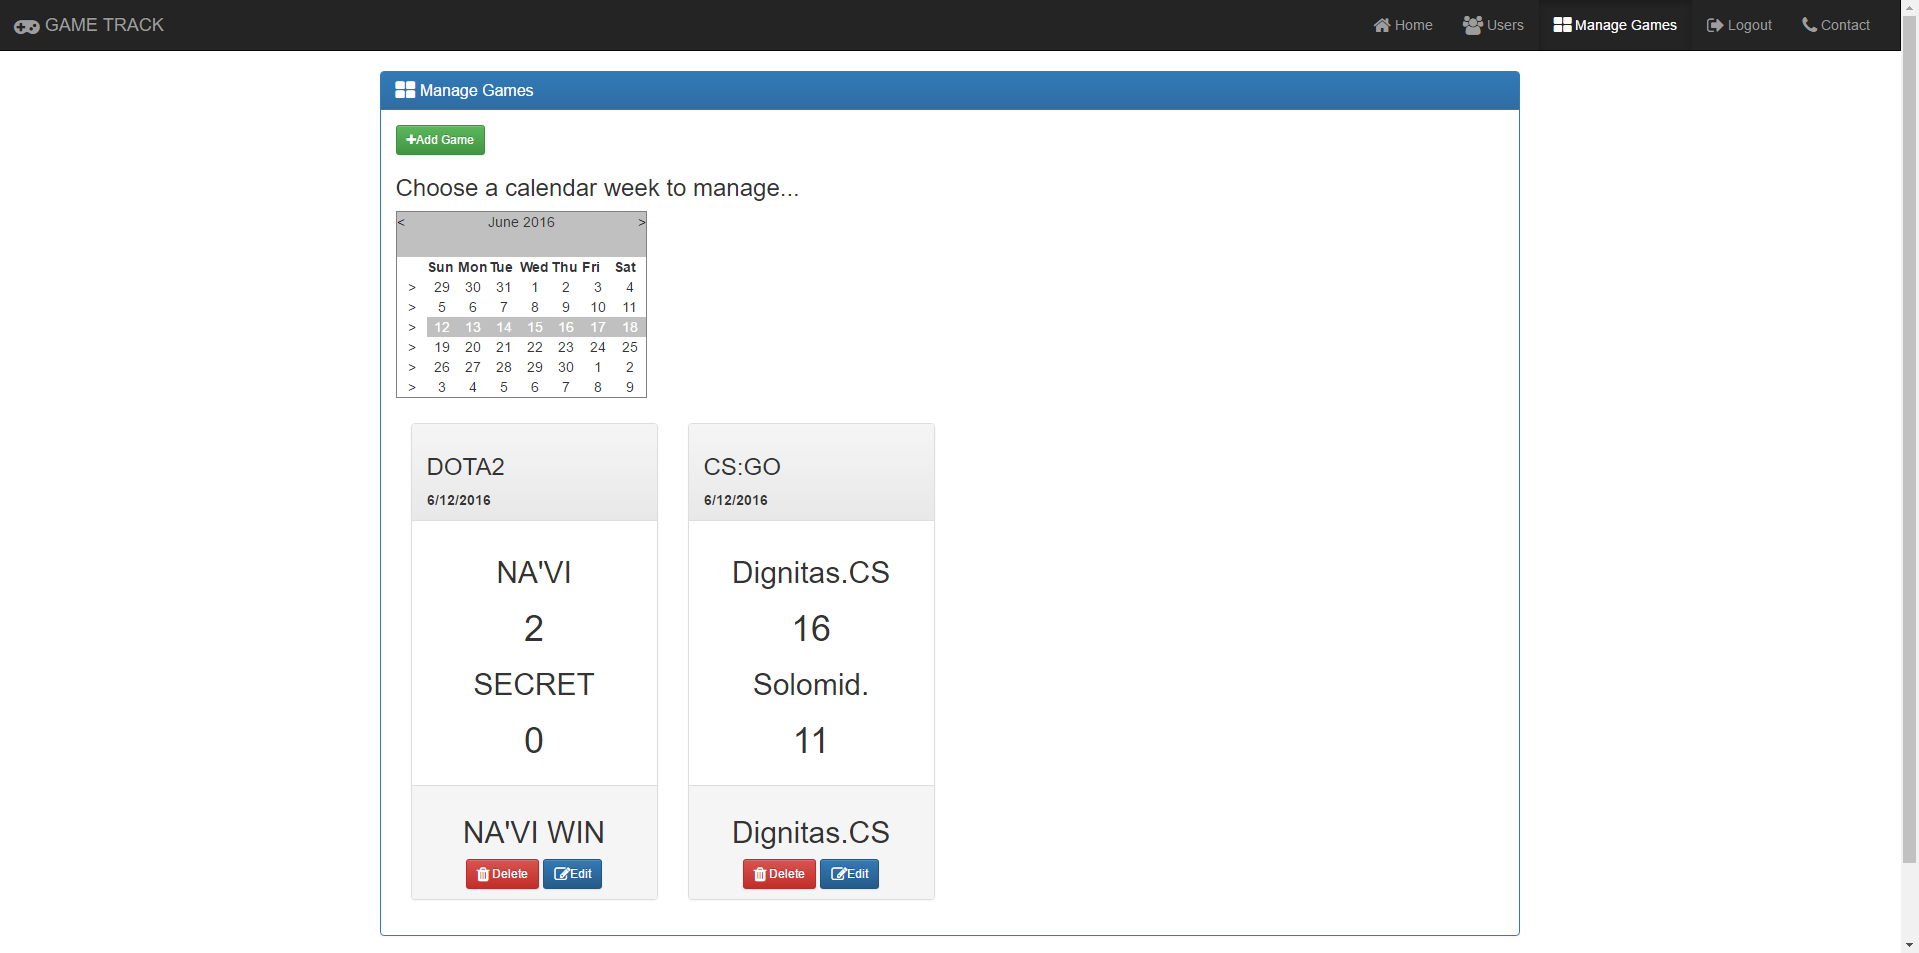 GAME TRACK
Home Users Manage Games Logout Contact
Manage Games
Add Game
Choose a calendar week to manage...
< June 2016 >
Sun Mon Tue Wed Thu Fri Sat
> 29 30 31 1 2 3 4
> 5 6 7 8 9 10 11
> 12 13 14 15 16 17 18
> 19 20 21 22 23 24 25
> 26 27 28 29 30 1 2
> 3 4 5 6 7 8 9
DOTA2
6/12/2016
NA'VI
2
SECRET
0
NA'VI WIN
Delete Edit
CS:GO
6/12/2016
Dignitas.CS
16
Solomid.
11
Dignitas.CS
Delete Edit